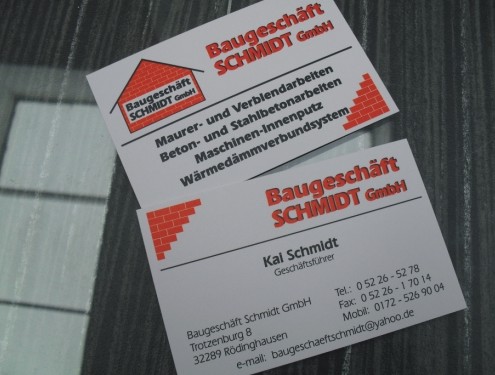 Baugeschäft
SCHMIDT GmbH
Baugeschäft
SCHMIDT GmbH
Maurer- und Verblendarbeiten
Beton- und Stahlbetonarbeiten
Maschinen-Innenputz
Wärmedämmverbundsystem
Baugeschäft
SCHMIDT GmbH
Kai Schmidt
Geschäftsführer
Baugeschäft Schmidt GmbH
Trotzenburg 8
32289 Rödinghausen
Tel.: 0 52 26 - 52 78
Fax: 0 52 26 - 1 70 14
Mobil: 0172 - 526 90 04
e-mail: baugeschaeftschmidt@yahoo.de